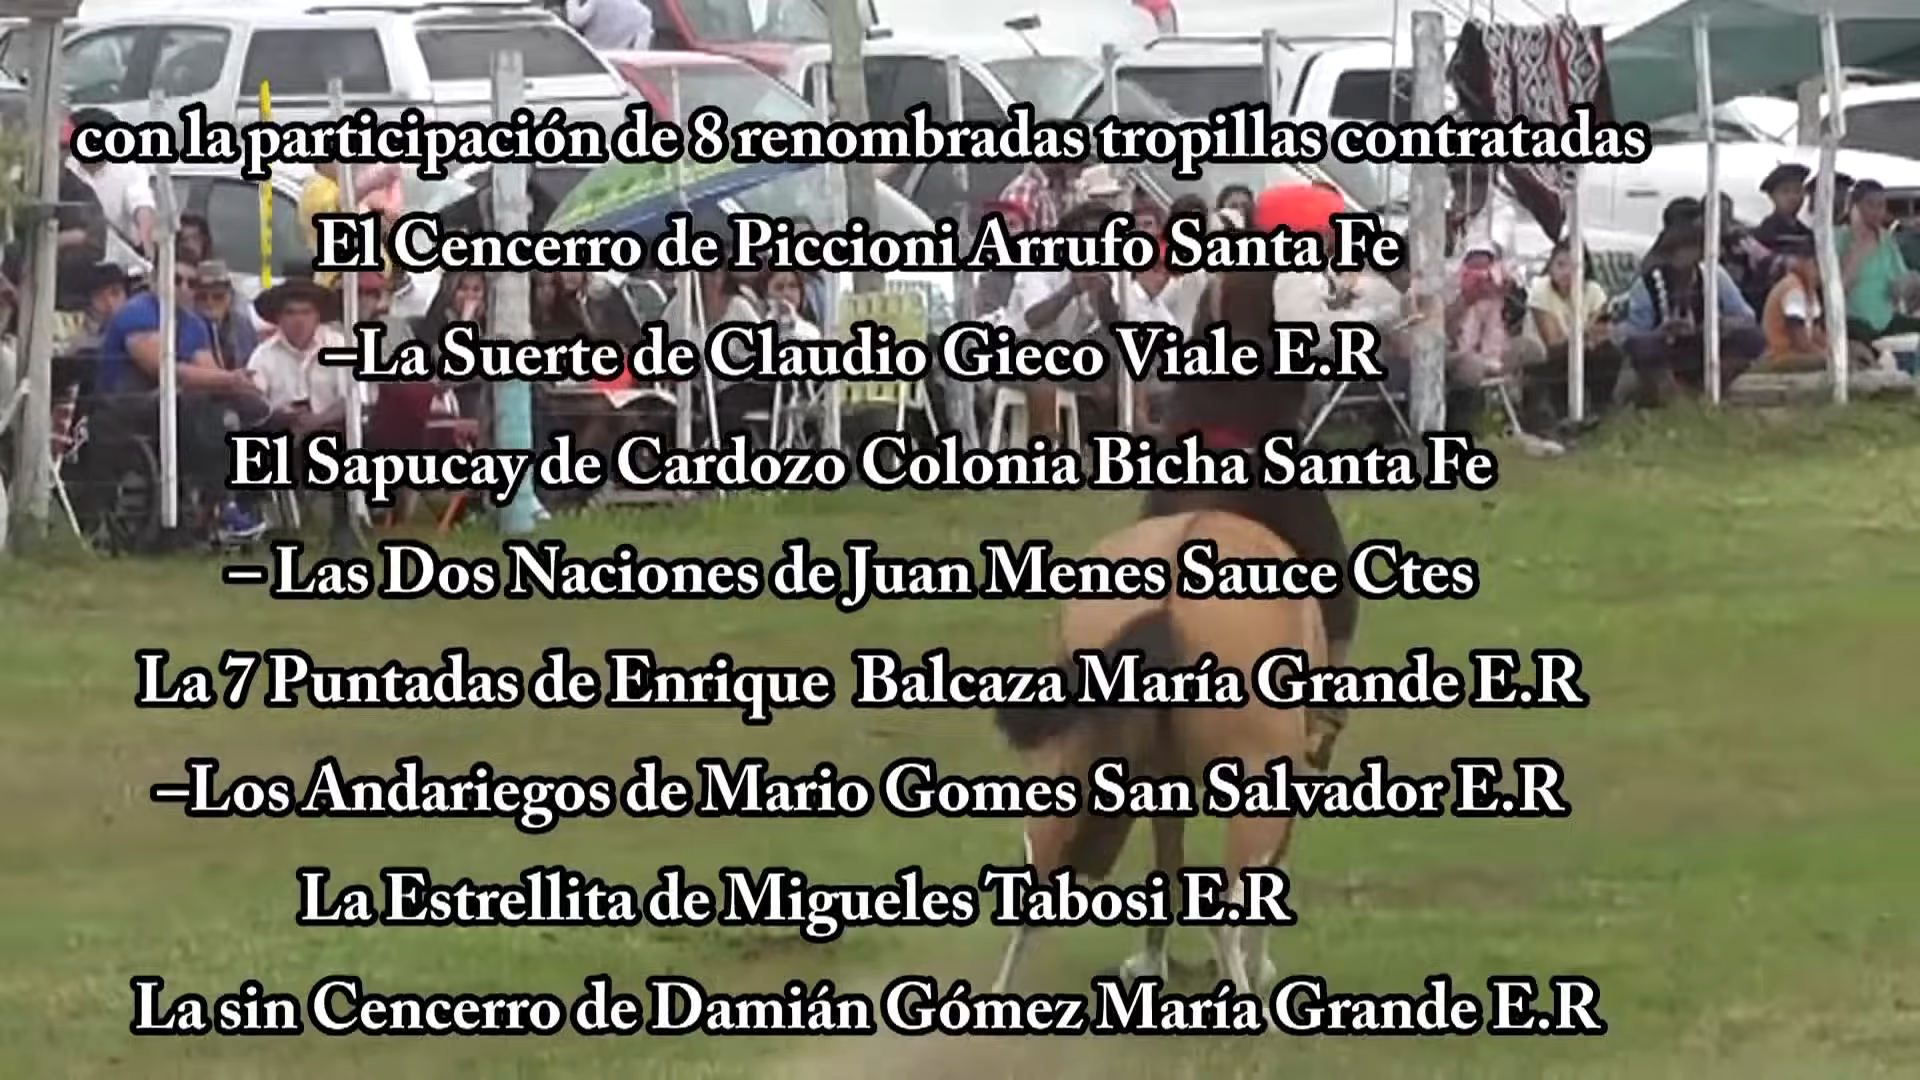 con la participación de 8 renombradas tropillas contratadas
El Cencerro de Piccioni Arrufo Santa Fe
–La Suerte de Claudio Gieco Viale E.R
El Sapucay de Cardozo Colonia Bicha Santa Fe
– Las Dos Naciones de Juan Menes Sauce Ctes
La 7 Puntadas de Enrique Balcaza María Grande E.R
–Los Andariegos de Mario Gomes San Salvador E.R
La Estrellita de Migueles Tabosi E.R
La sin Cencerro de Damián Gómez María Grande E.R